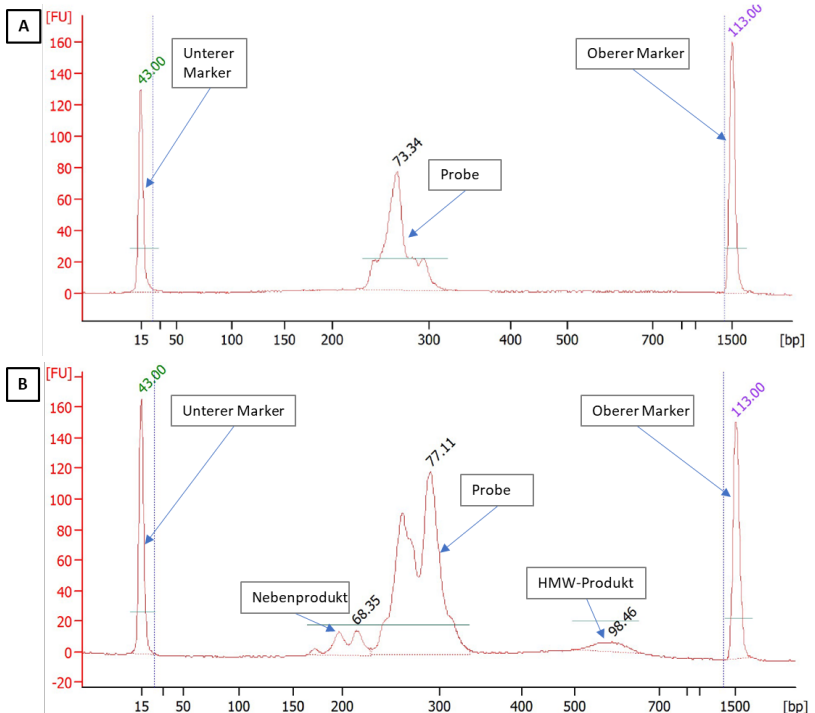 A
[FU]
160
140
120
100
80
60
40
20
0
43.00
Unterer
Marker
73.34
Probe
Oberer Marker
113.00
15 50 100 150 200 300 400 500 700 1500 [bp]
B
[FU]
160
140
120
100
80
60
40
20
0
-20
43.00
Unterer Marker
Nebenprodukt
68.35
77.11
Probe
HMW-Produkt
98.46
Oberer Marker
113.00
15 50 100 150 200 300 400 500 700 1500 [bp]